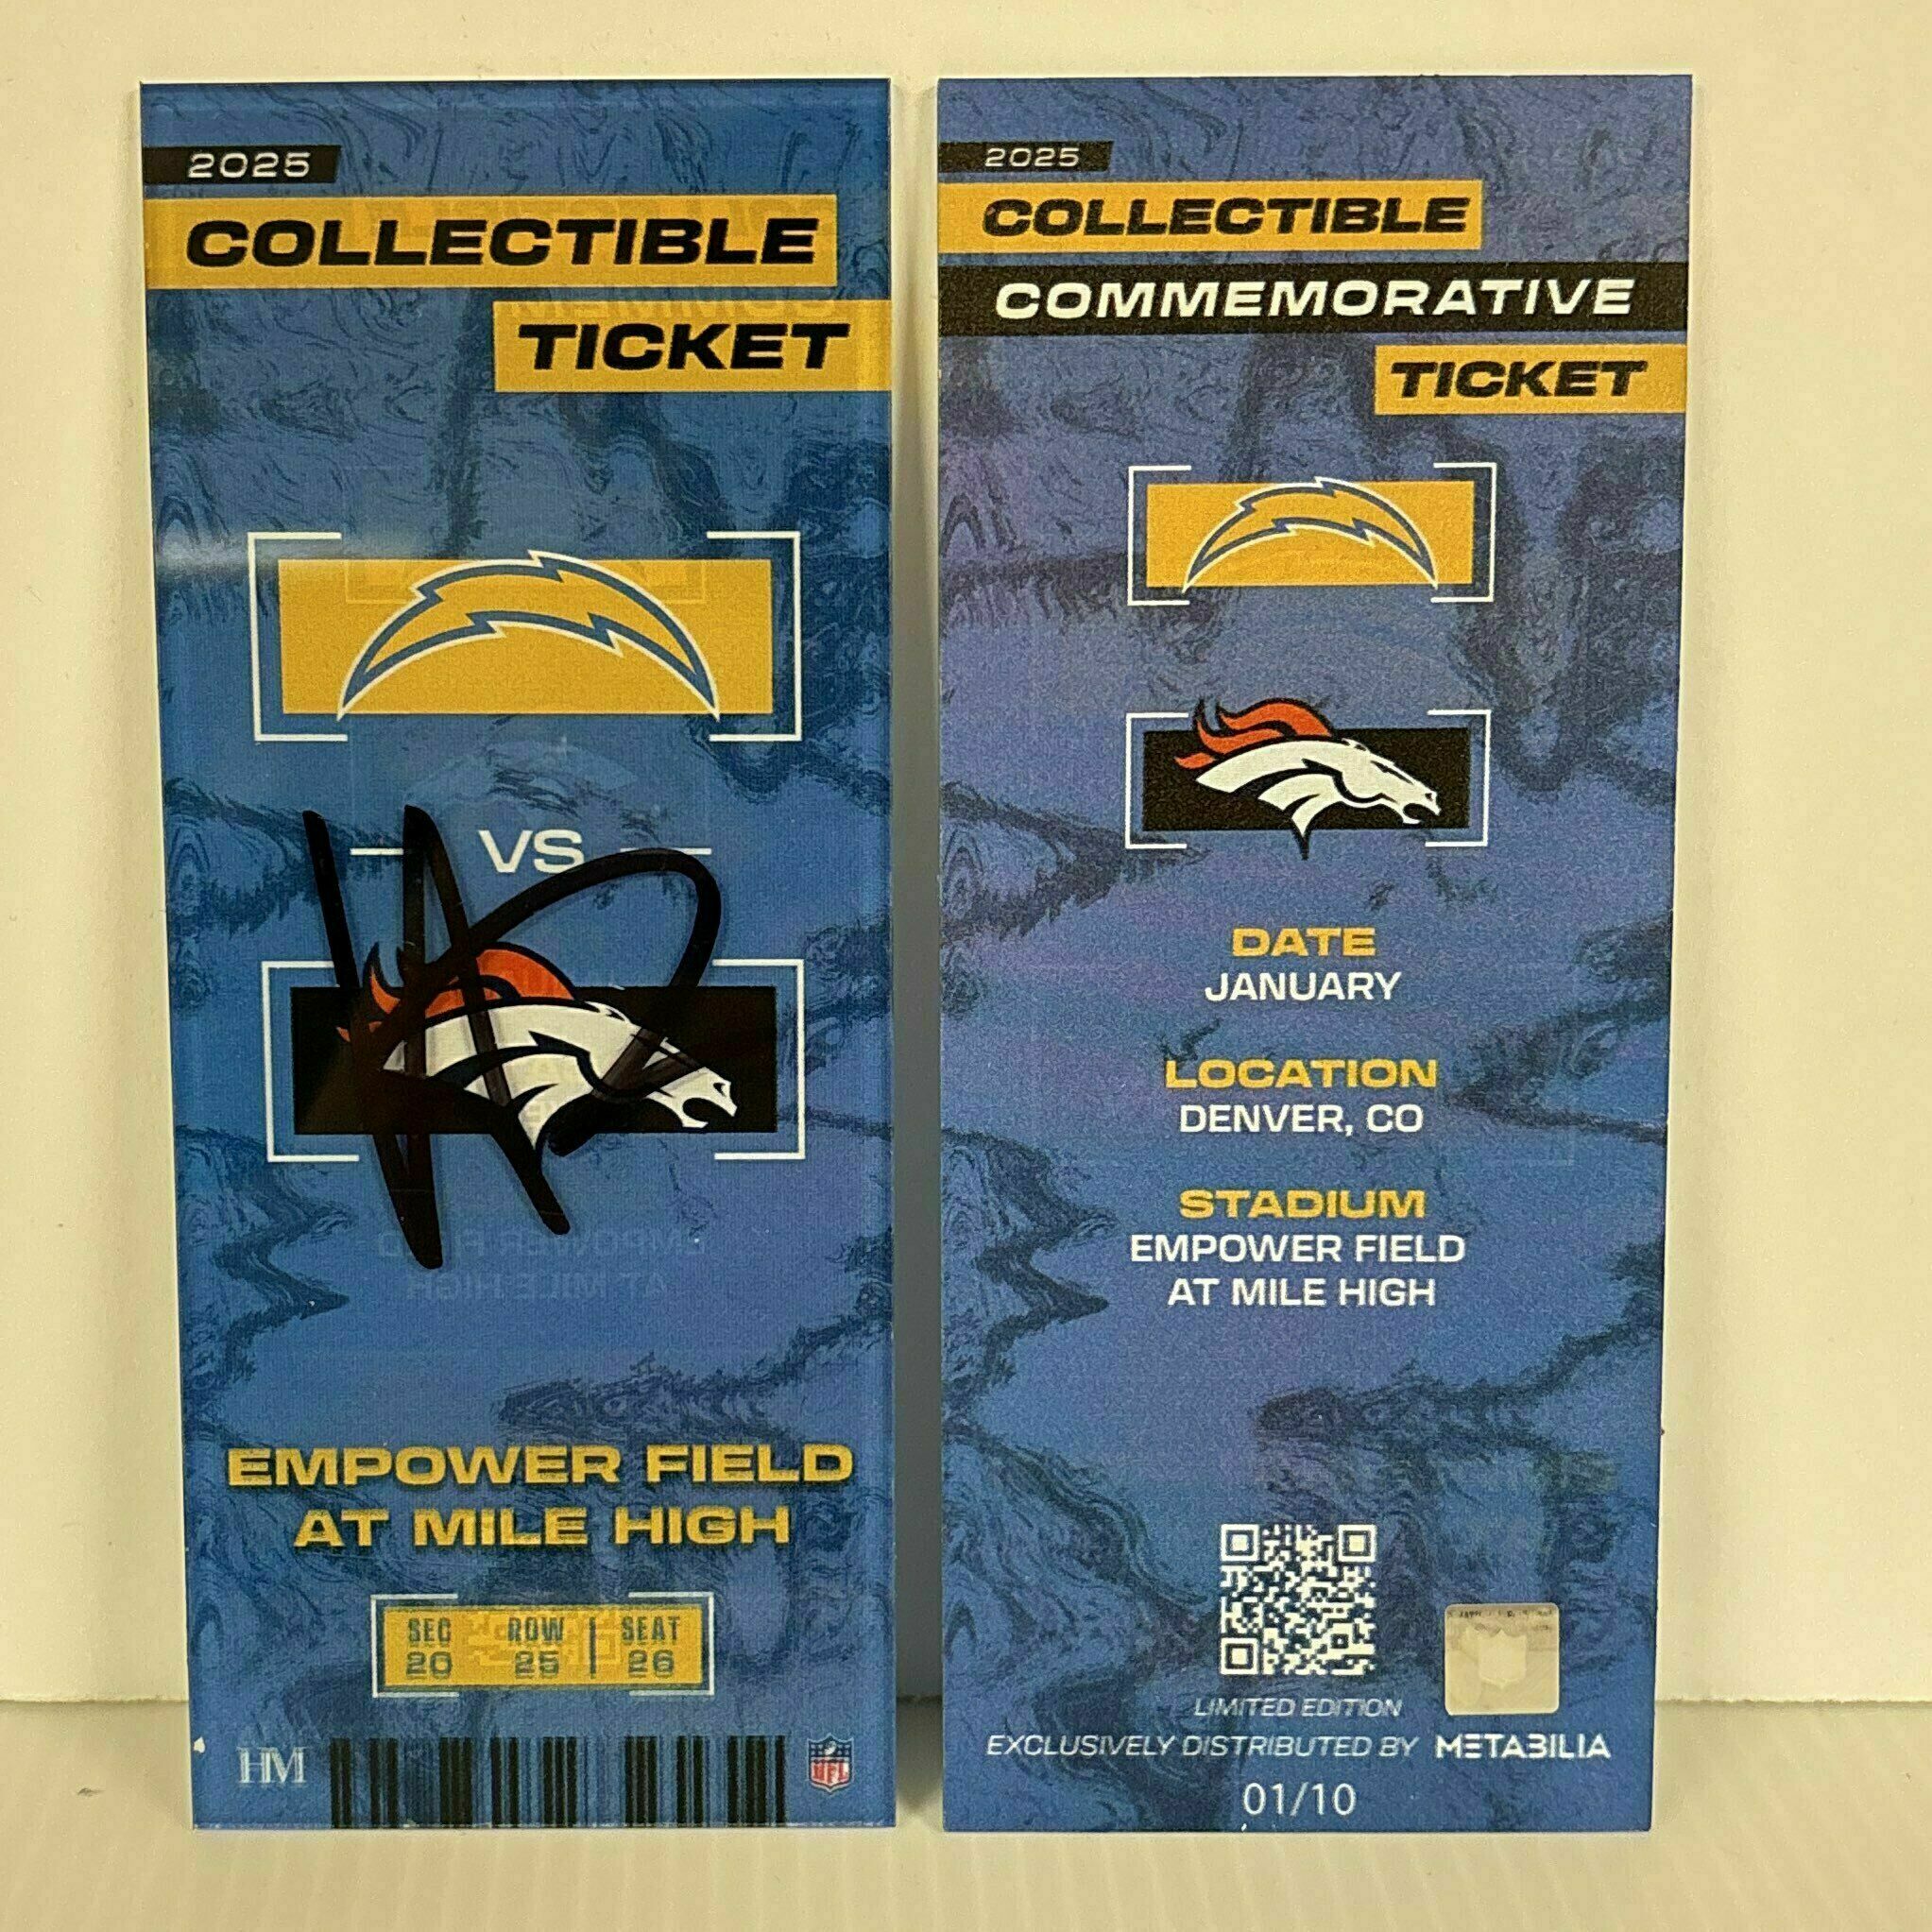 2025
COLLECTIBLE
TICKET
VS
EMPOWER FIELD
AT MILE HIGH
SEC ROW SEAT
20 25 26
HM
NFL
2025
COLLECTIBLE
COMMEMORATIVE
TICKET
DATE
JANUARY
LOCATION
DENVER, CO
STADIUM
EMPOWER FIELD
AT MILE HIGH
LIMITED EDITION
EXCLUSIVELY DISTRIBUTED BY METABILIA
01/10